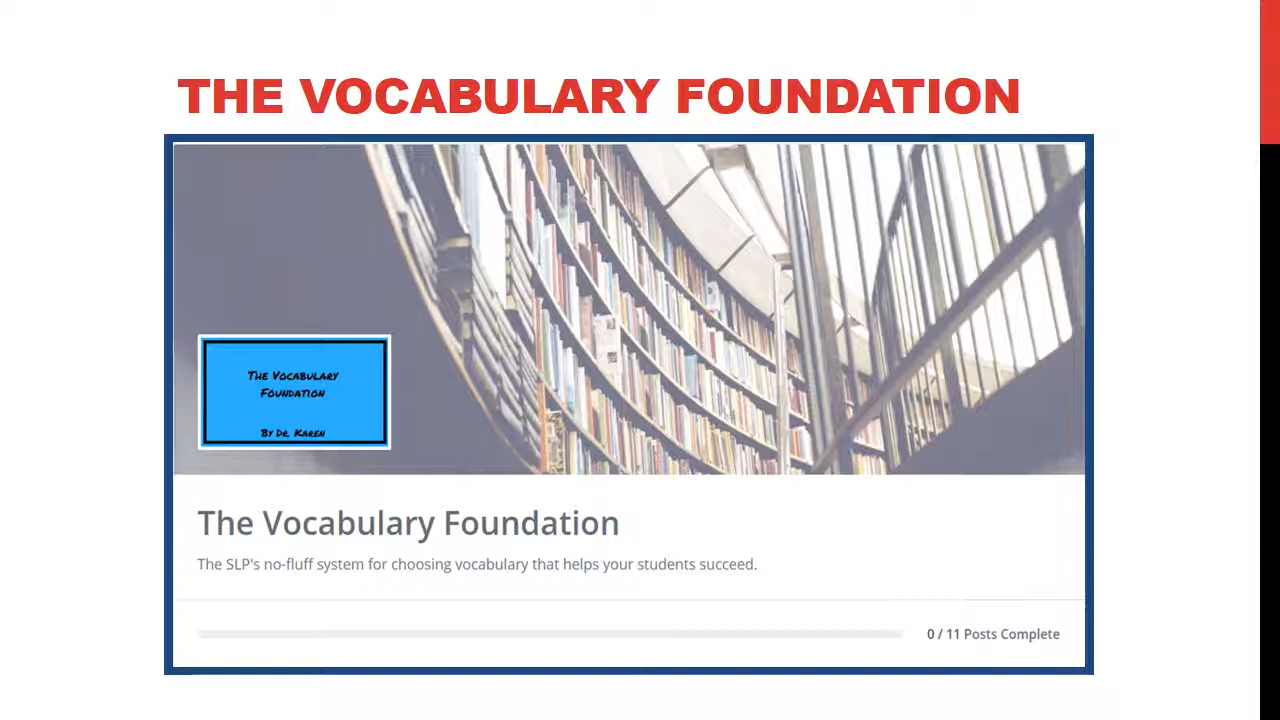 THE VOCABULARY FOUNDATION
The Vocabulary
Foundation
By Dr. Karen
The Vocabulary Foundation
The SLP's no-fluff system for choosing vocabulary that helps your students succeed.
0 / 11 Posts Complete